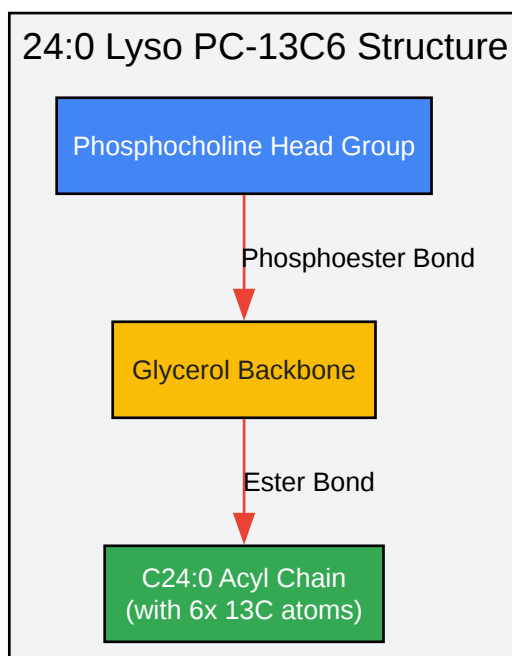 24:0 Lyso PC-13C6 Structure
Phosphocholine Head Group
Phosphoester Bond
Glycerol Backbone
Ester Bond
C24:0 Acyl Chain
(with 6x 13C atoms)